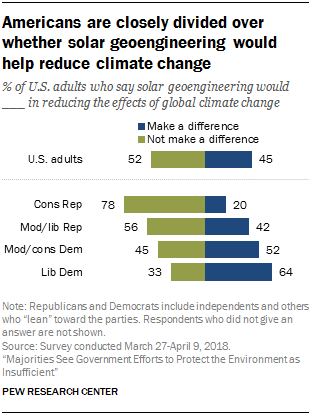 Americans are closely divided over
whether solar geoengineering would
help reduce climate change
% of U.S. adults who say solar geoengineering would
___ in reducing the effects of global climate change
Make a difference
Not make a difference
U.S. adults 52 45
Cons Rep 78 20
Mod/lib Rep 56 42
Mod/cons Dem 45 52
Lib Dem 33 64
Note: Republicans and Democrats include independents and others
who “lean” toward the parties. Respondents who did not give an
answer are not shown.
Source: Survey conducted March 27-April 9, 2018.
“Majorities See Government Efforts to Protect the Environment as
Insufficient”
PEW RESEARCH CENTER